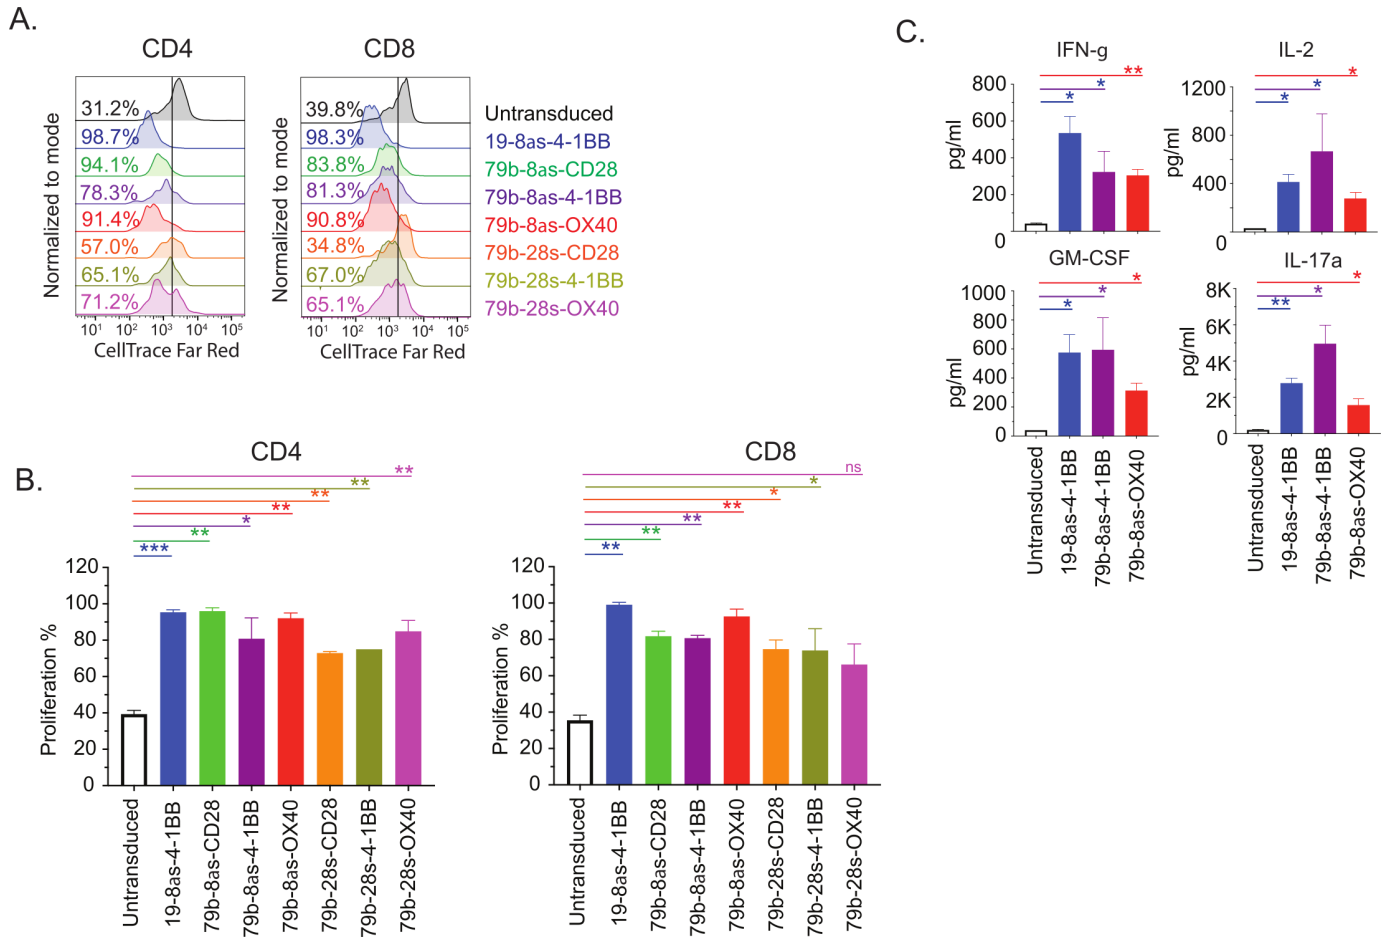 A.
CD4
CD8
Normalized to mode
31.2%
98.7%
94.1%
78.3%
91.4%
57.0%
65.1%
71.2%
10¹ 10² 10³ 10⁴ 10⁵
CellTrace Far Red
Normalized to mode
39.8%
98.3%
83.8%
81.3%
90.8%
34.8%
67.0%
65.1%
10¹ 10² 10³ 10⁴ 10⁵
CellTrace Far Red
Untransduced
19-8as-4-1BB
79b-8as-CD28
79b-8as-4-1BB
79b-8as-OX40
79b-28s-CD28
79b-28s-4-1BB
79b-28s-OX40
B.
CD4
**
**
**
**
*
**
***
Proliferation %
120
100
80
60
40
20
0
Untransduced
19-8as-4-1BB
79b-8as-CD28
79b-8as-4-1BB
79b-8as-OX40
79b-28s-CD28
79b-28s-4-1BB
79b-28s-OX40
CD8
ns
*
*
**
**
**
**
Proliferation %
120
100
80
60
40
20
0
Untransduced
19-8as-4-1BB
79b-8as-CD28
79b-8as-4-1BB
79b-8as-OX40
79b-28s-CD28
79b-28s-4-1BB
79b-28s-OX40
C.
IFN-g
**
*
*
pg/ml
800
600
400
200
0
IL-2
*
*
*
pg/ml
1200
800
400
0
GM-CSF
*
*
*
pg/ml
1000
800
600
400
200
0
Untransduced
19-8as-4-1BB
79b-8as-4-1BB
79b-8as-OX40
IL-17a
*
*
**
pg/ml
8K
6K
4K
2K
0
Untransduced
19-8as-4-1BB
79b-8as-4-1BB
79b-8as-OX40